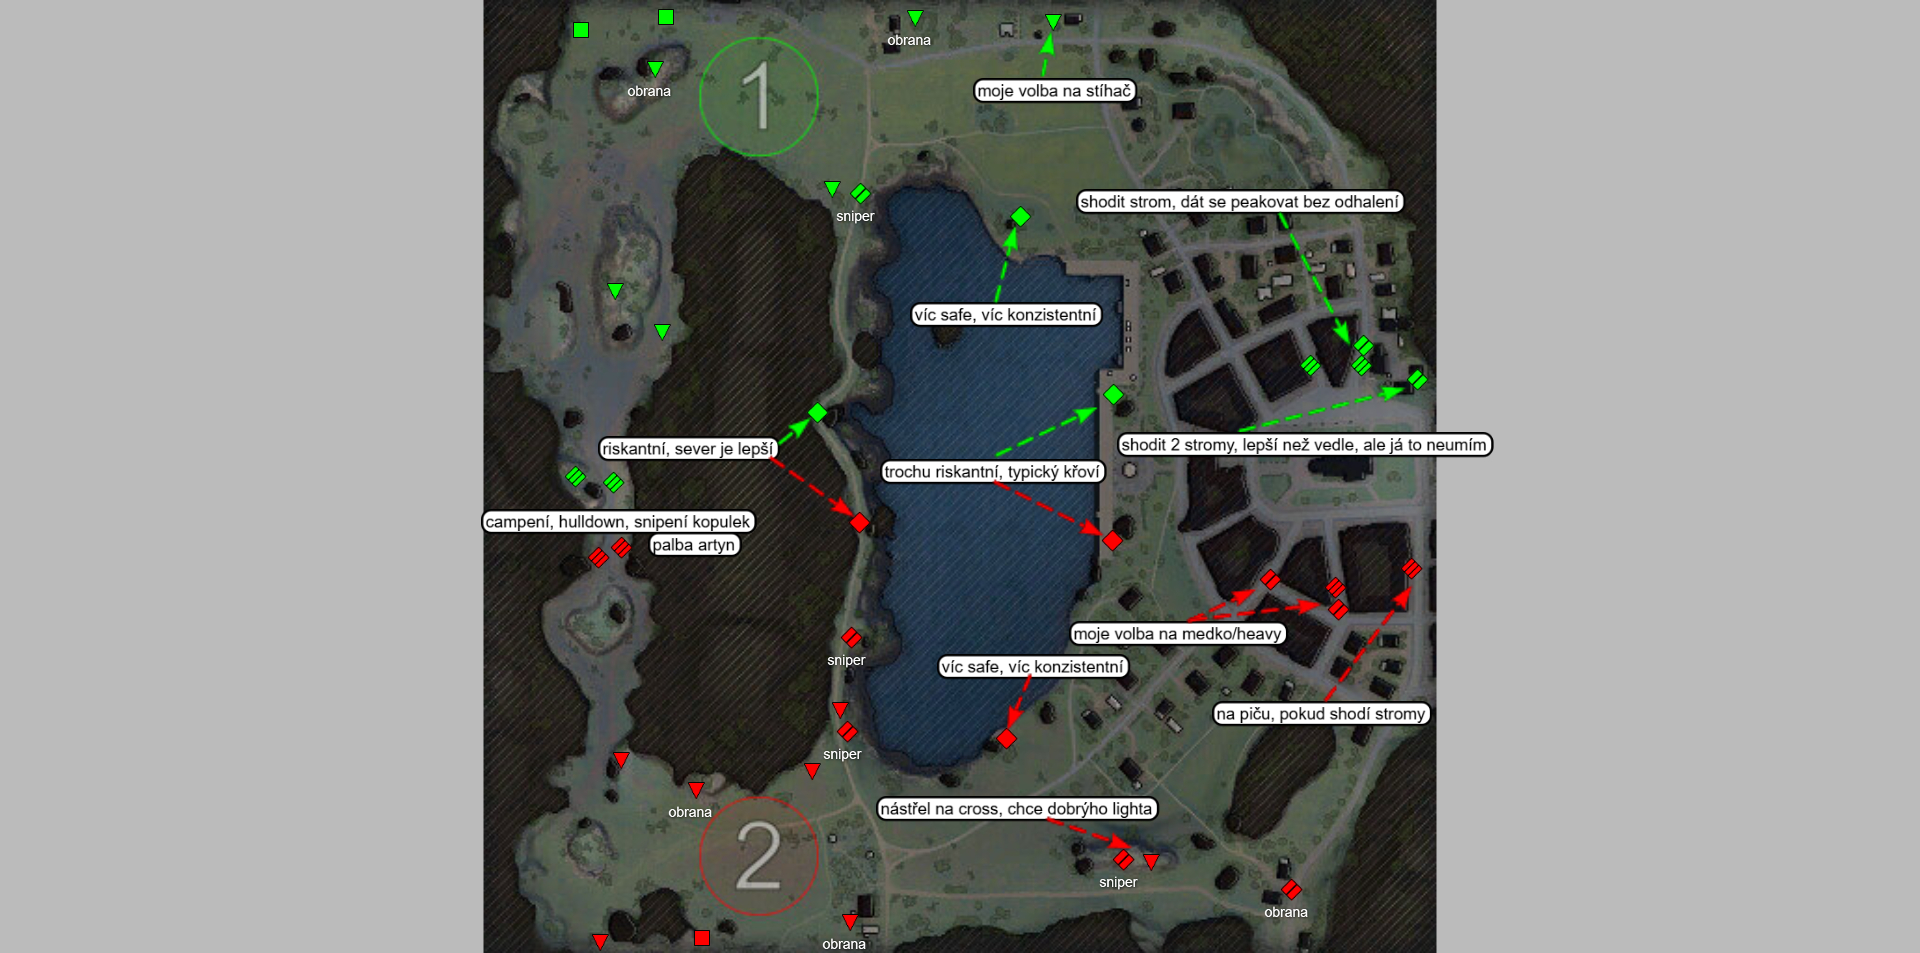 obrana
obrana
1
moje volba na stíhač
shodit strom, dát se peakovat bez odhalení
sniper
víc safe, víc konzistentní
riskantní, sever je lepší
shodit 2 stromy, lepší než vedle, ale já to neumím
trochu riskantní, typický křoví
campení, hulldown, snipení kopulek
palba artyn
moje volba na medko/heavy
sniper
víc safe, víc konzistentní
na piču, pokud shodí stromy
sniper
nástřel na cross, chce dobrýho lighta
obrana
2
sniper
obrana
obrana